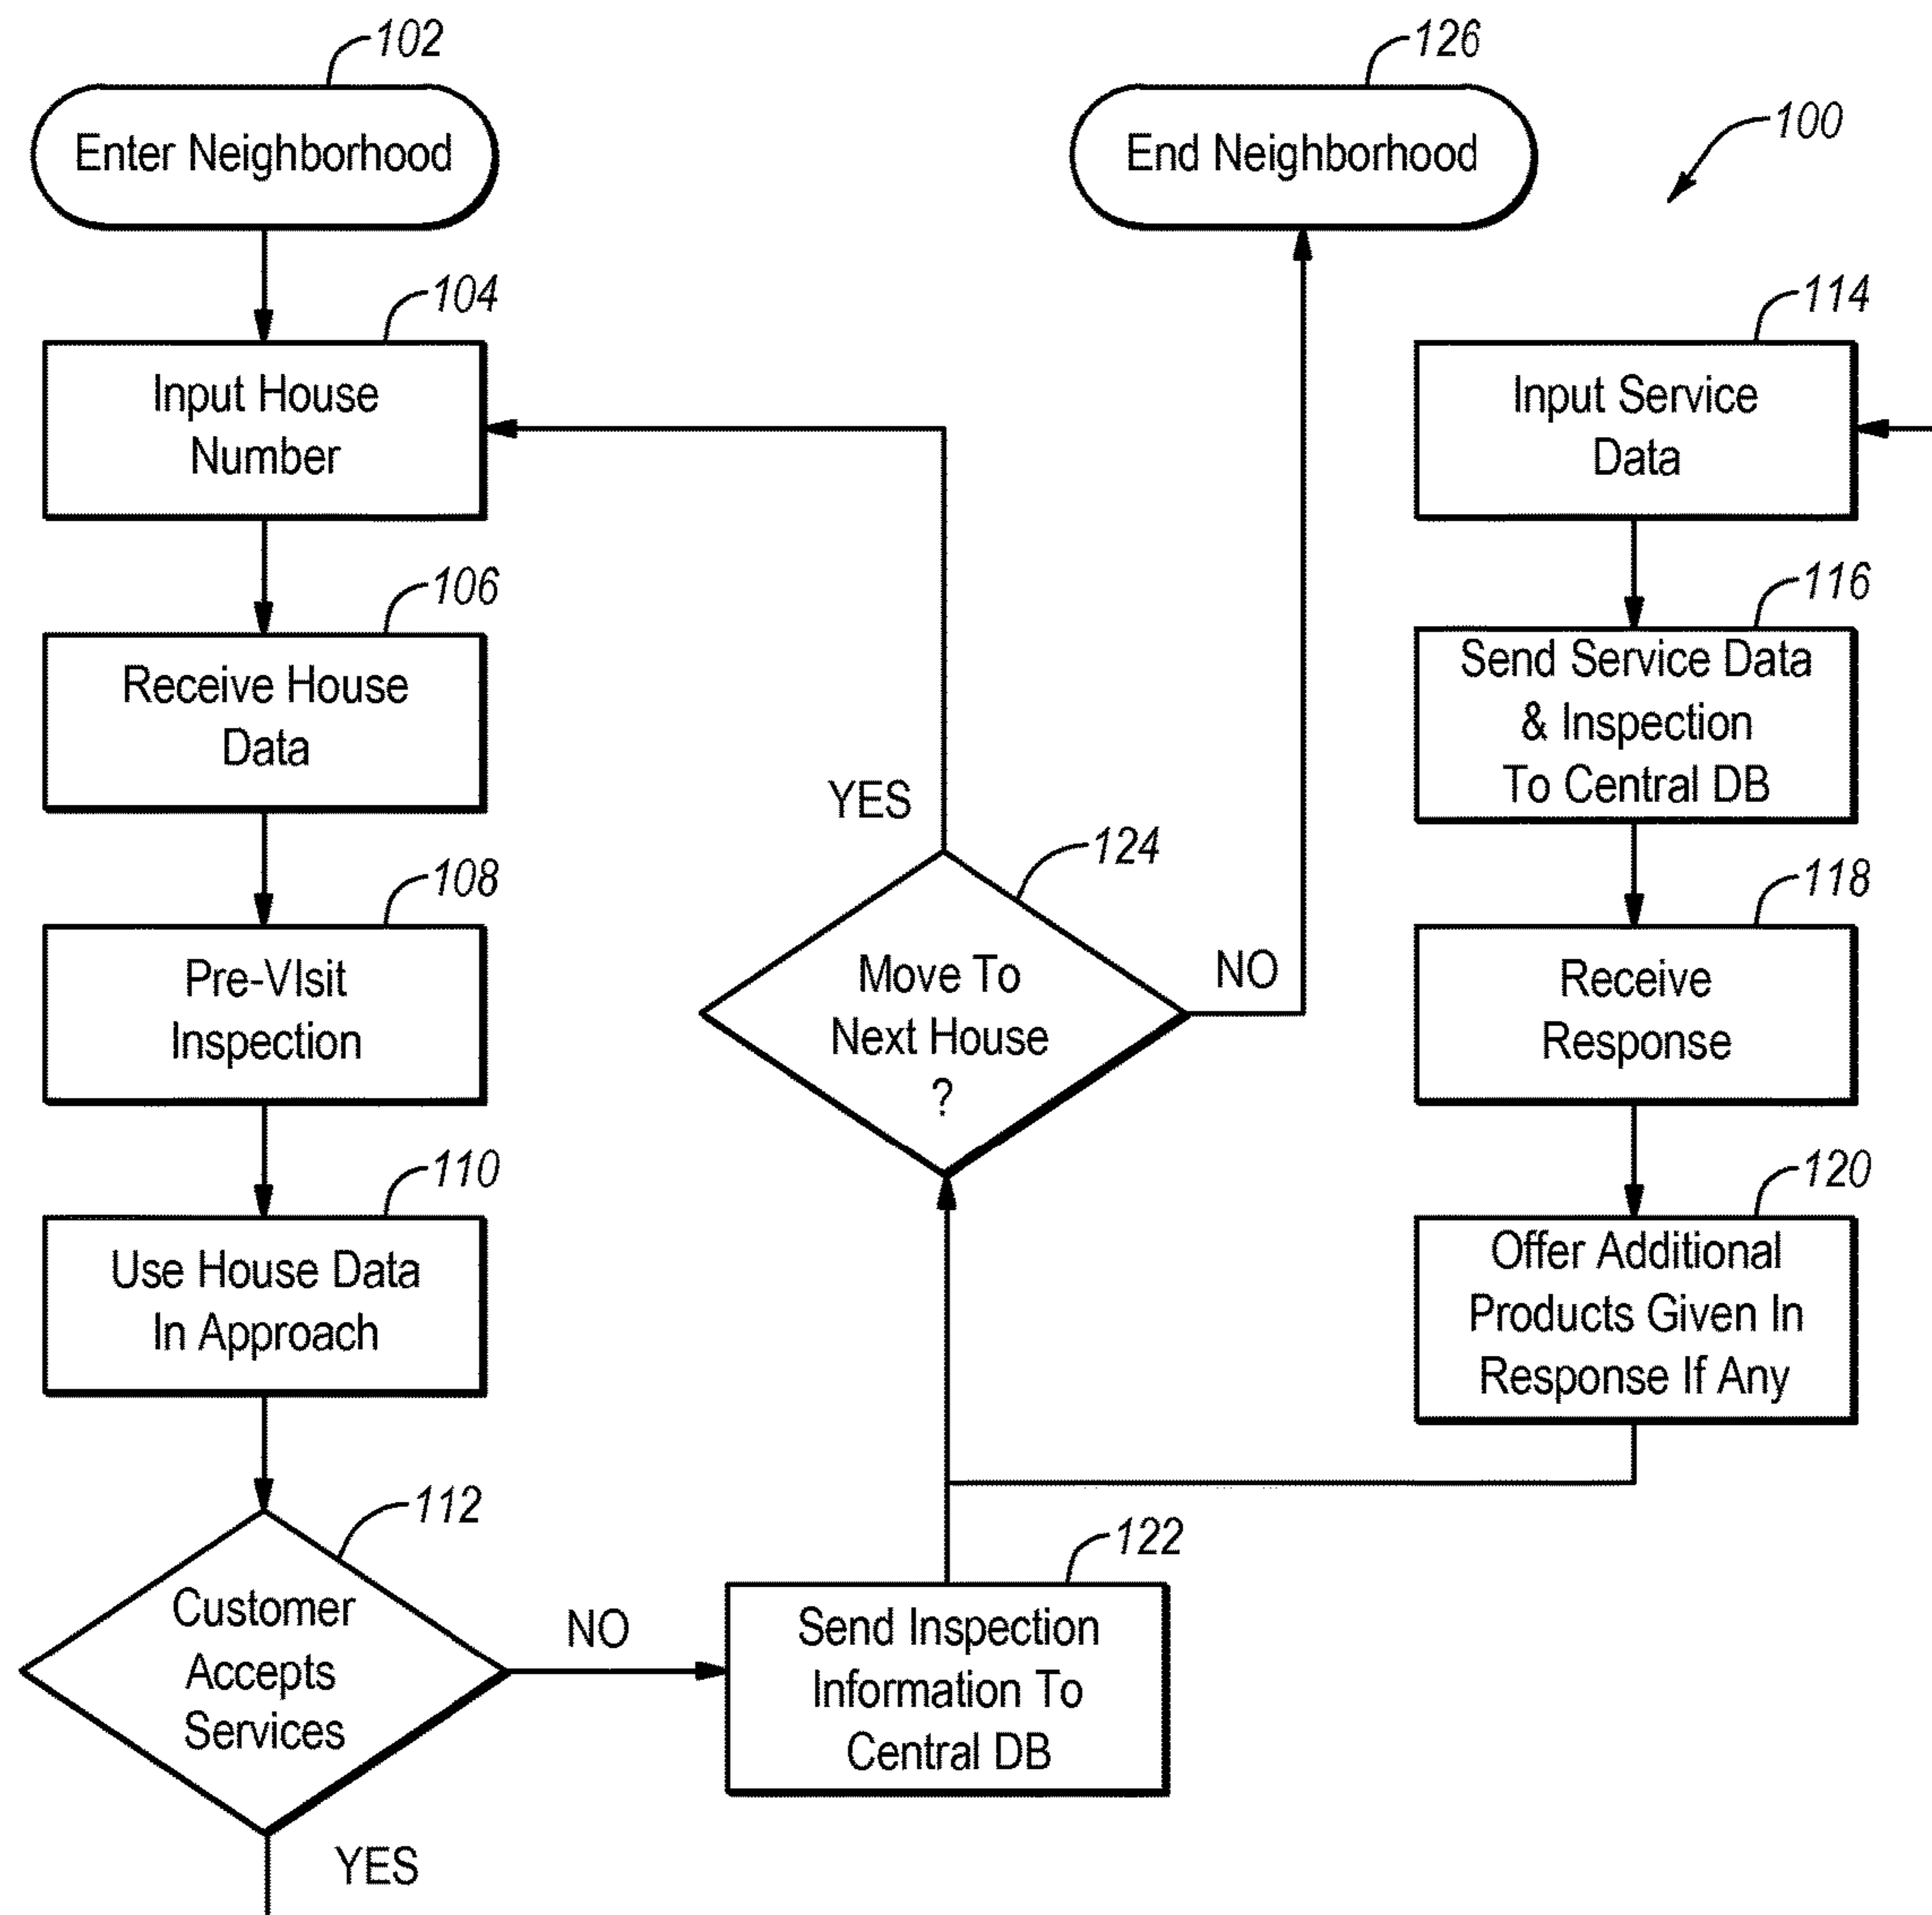 102
Enter Neighborhood
126
End Neighborhood
100
104
Input House
Number
106
Receive House
Data
108
Pre-VIsit
Inspection
110
Use House Data
In Approach
112
Customer
Accepts
Services
NO
YES
122
Send Inspection
Information To
Central DB
124
Move To
Next House
?
YES
NO
114
Input Service
Data
116
Send Service Data
& Inspection
To Central DB
118
Receive
Response
120
Offer Additional
Products Given In
Response If Any